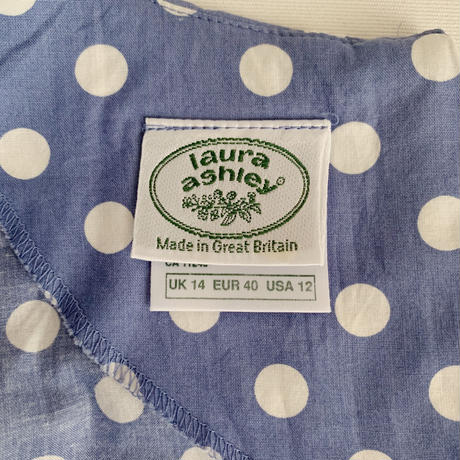 laura
ashley®
Made in Great Britain
UK 14 EUR 40 USA 12